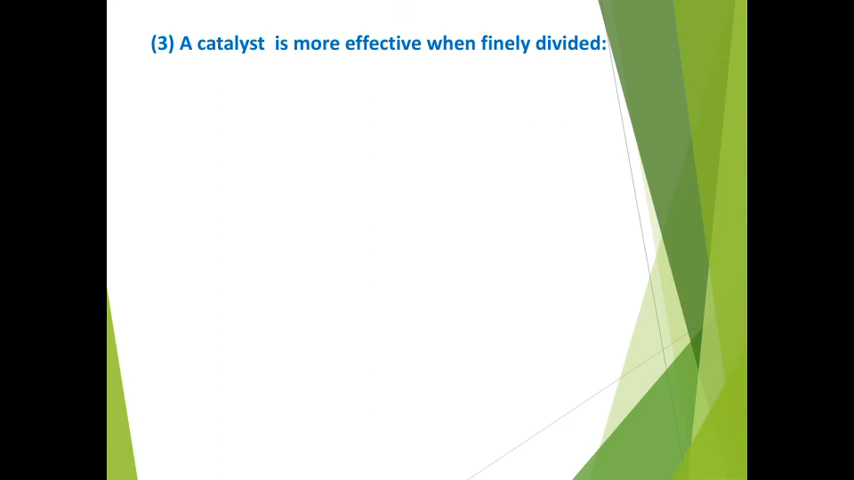 (3) A catalyst  is more effective when finely divided: